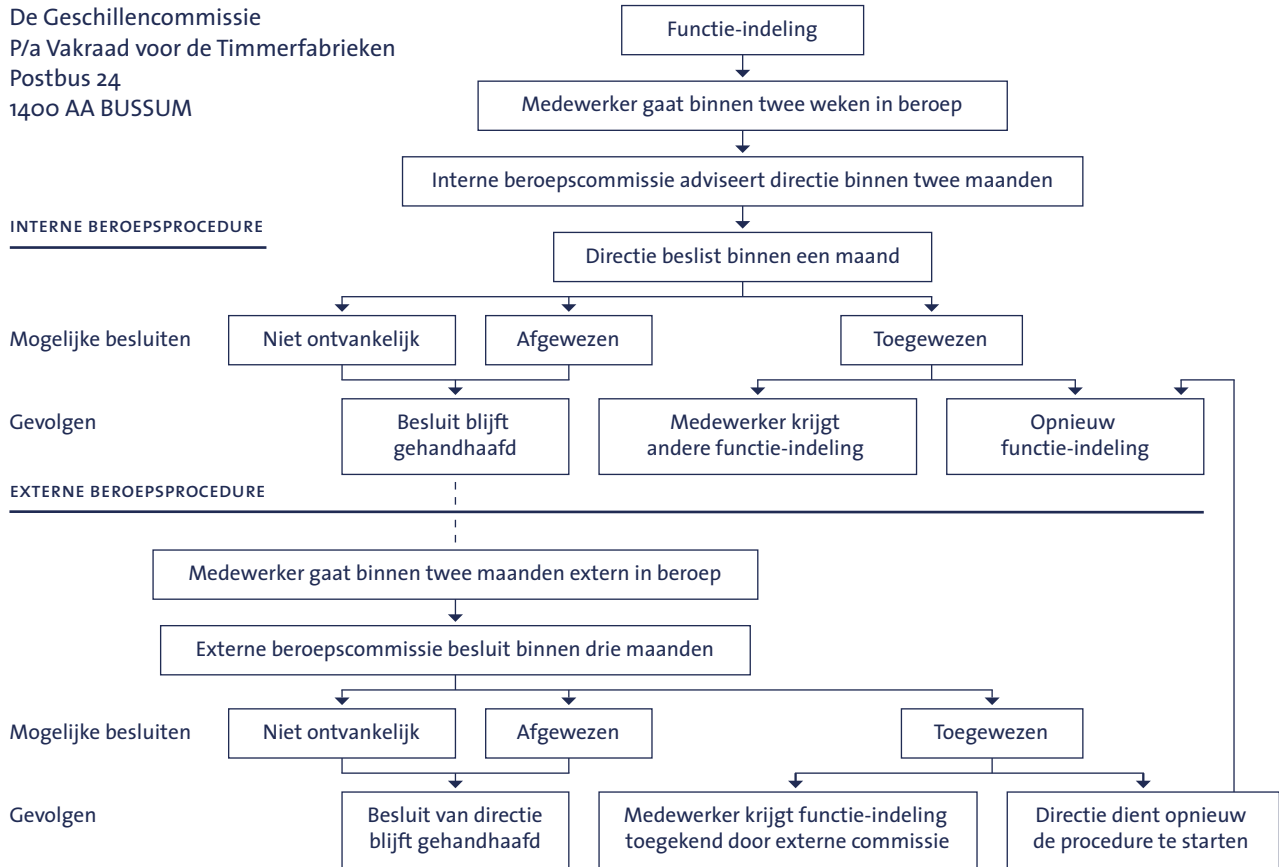 De Geschillencommissie
P/a Vakraad voor de Timmerfabrieken
Postbus 24
1400 AA BUSSUM
Functie-indeling
Medewerker gaat binnen twee weken in beroep
Interne beroepscommissie adviseert directie binnen twee maanden
INTERNE BEROEPSPROCEDURE
Directie beslist binnen een maand
Mogelijke besluiten
Niet ontvankelijk
Afgewezen
Toegewezen
Gevolgen
Besluit blijft
gehandhaafd
Medewerker krijgt
andere functie-indeling
Opnieuw
functie-indeling
EXTERNE BEROEPSPROCEDURE
Medewerker gaat binnen twee maanden extern in beroep
Externe beroepscommissie besluit binnen drie maanden
Mogelijke besluiten
Niet ontvankelijk
Afgewezen
Toegewezen
Gevolgen
Besluit van directie
blijft gehandhaafd
Medewerker krijgt functie-indeling
toegekend door externe commissie
Directie dient opnieuw
de procedure te starten